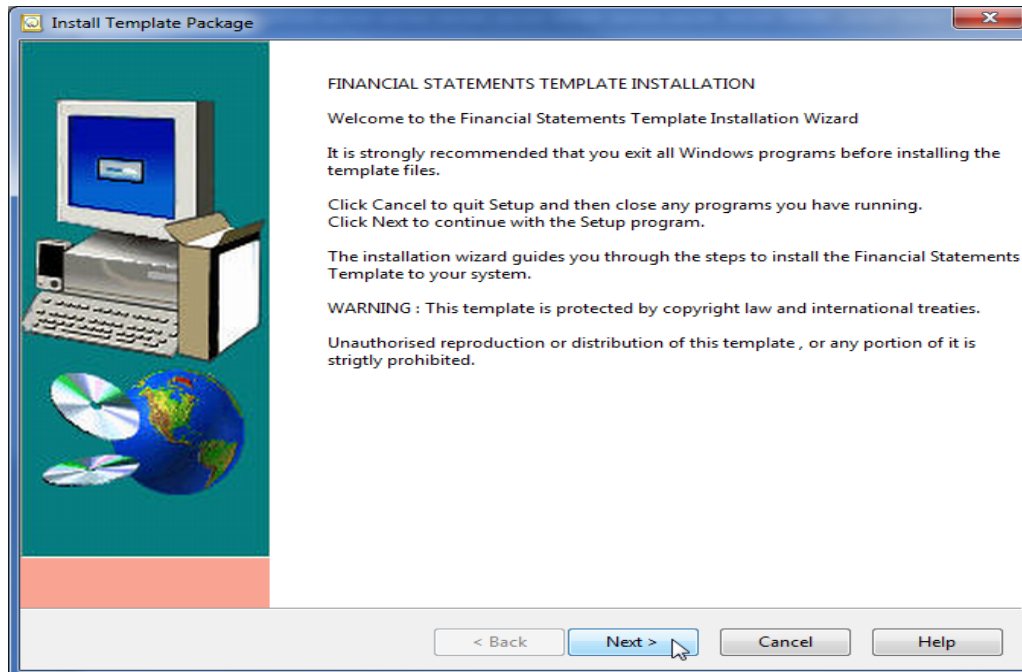 Install Template Package
FINANCIAL STATEMENTS TEMPLATE INSTALLATION
Welcome to the Financial Statements Template Installation Wizard
It is strongly recommended that you exit all Windows programs before installing the
template files.
Click Cancel to quit Setup and then close any programs you have running.
Click Next to continue with the Setup program.
The installation wizard guides you through the steps to install the Financial Statements
Template to your system.
WARNING : This template is protected by copyright law and international treaties.
Unauthorised reproduction or distribution of this template , or any portion of it is
strigtly prohibited.
< Back Next > Cancel Help